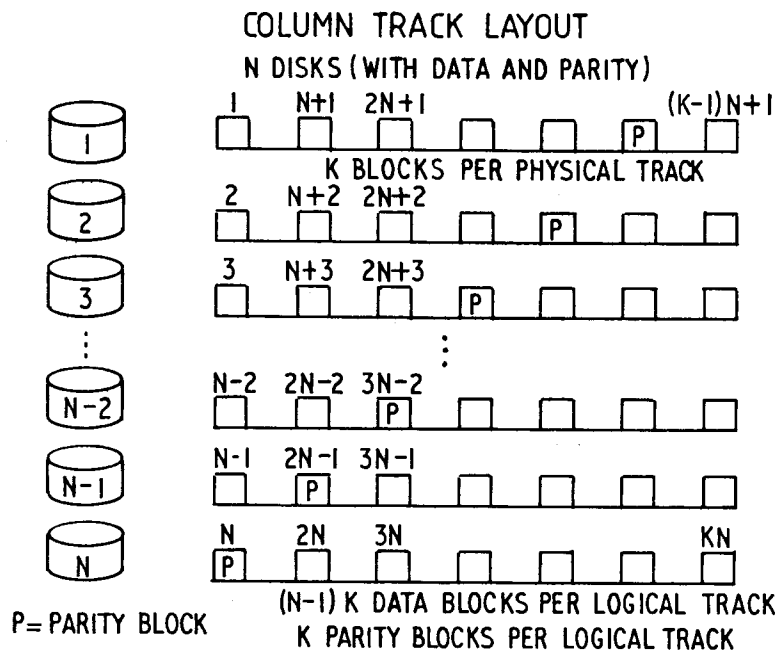 COLUMN TRACK LAYOUT
N DISKS (WITH DATA AND PARITY)
1 N+1 2N+1 (K-1)N+1
1 P
K BLOCKS PER PHYSICAL TRACK
2 N+2 2N+2
2 P
3 N+3 2N+3
3 P
N-2 2N-2 3N-2
N-2 P
N-1 2N-1 3N-1
N-1 P
N 2N 3N KN
N P
(N-1) K DATA BLOCKS PER LOGICAL TRACK
P= PARITY BLOCK
K PARITY BLOCKS PER LOGICAL TRACK